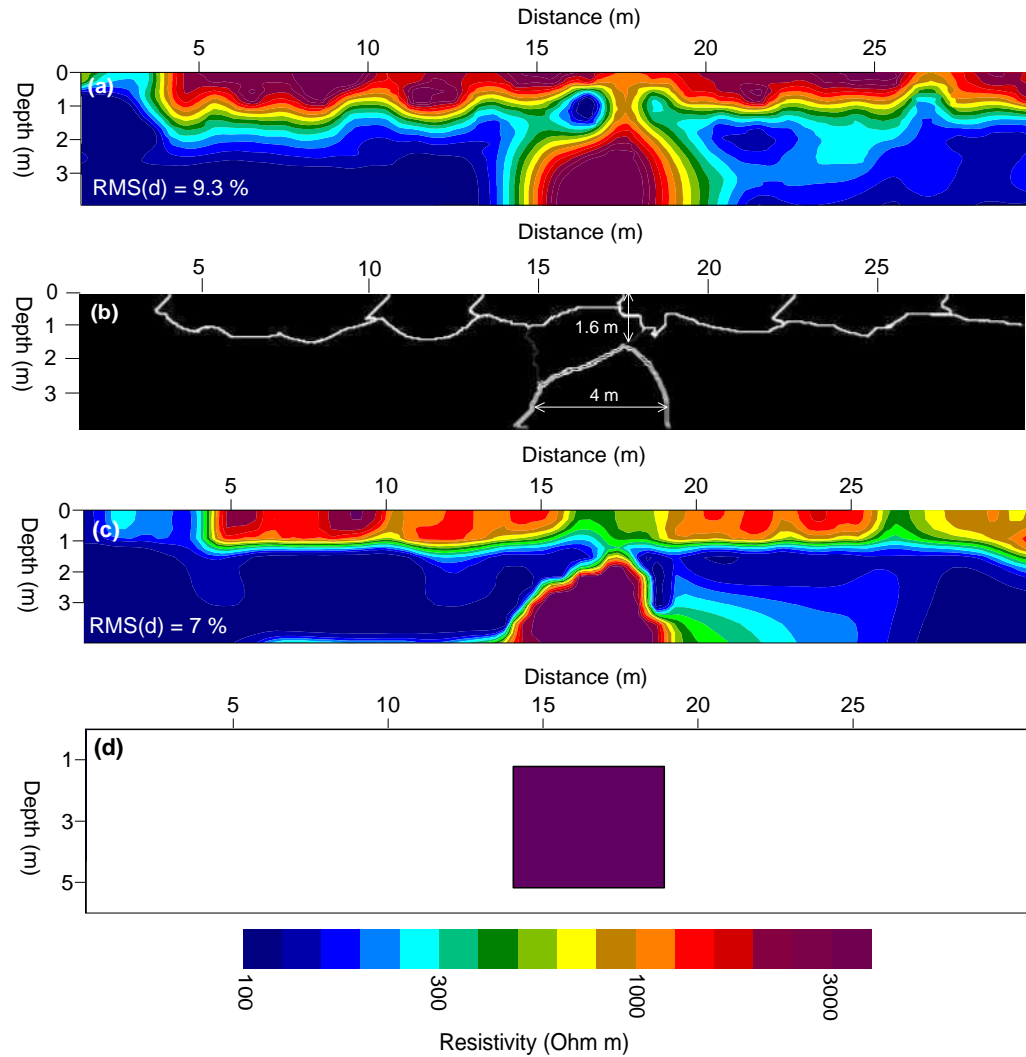 Distance (m)
5 10 15 20 25
Depth (m)
0
1
2
3
(a)
RMS(d) = 9.3 %
Distance (m)
5 10 15 20 25
Depth (m)
0
1
2
3
(b)
1.6 m
4 m
Distance (m)
5 10 15 20 25
Depth (m)
0
1
2
3
(c)
RMS(d) = 7 %
Distance (m)
5 10 15 20 25
Depth (m)
1
3
5
(d)
100 300 1000 3000
Resistivity (Ohm m)